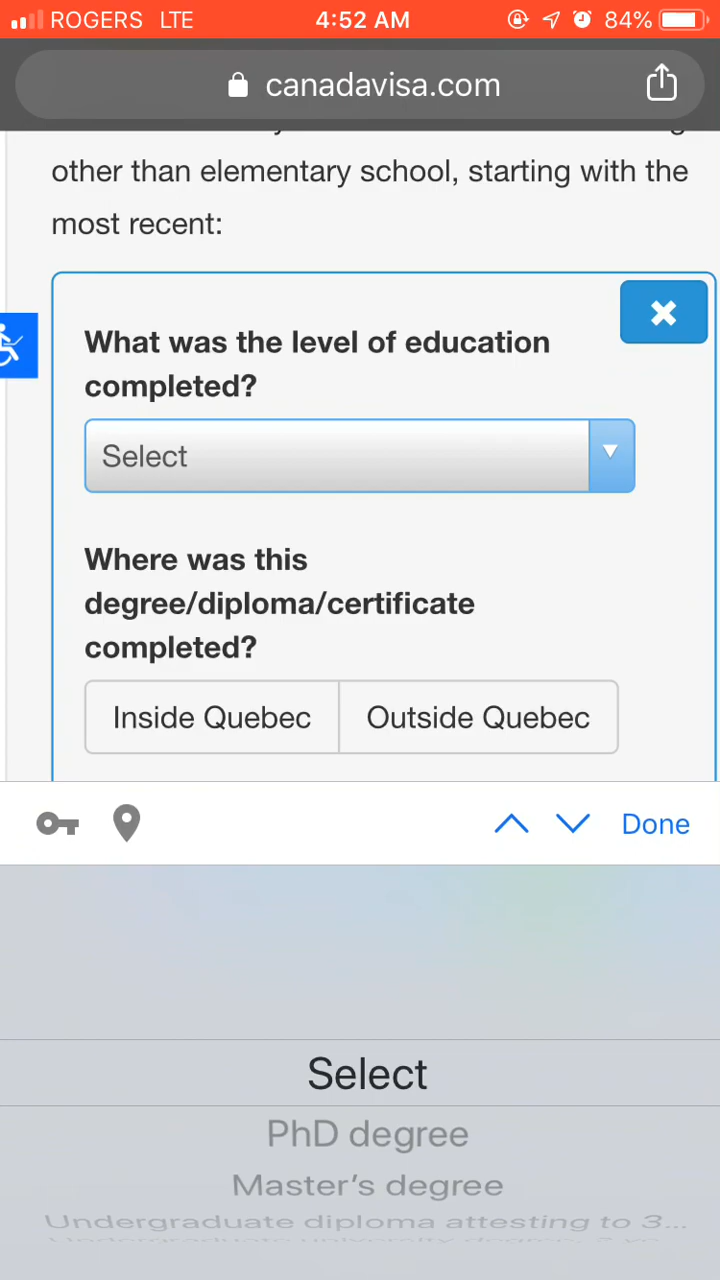 ROGERS LTE 4:52 AM 84%
canadavisa.com
other than elementary school, starting with the
most recent:
What was the level of education
completed?
Select
Where was this
degree/diploma/certificate
completed?
Inside Quebec Outside Quebec
Done
Select
PhD degree
Master's degree
Undergraduate diploma attesting to 3...